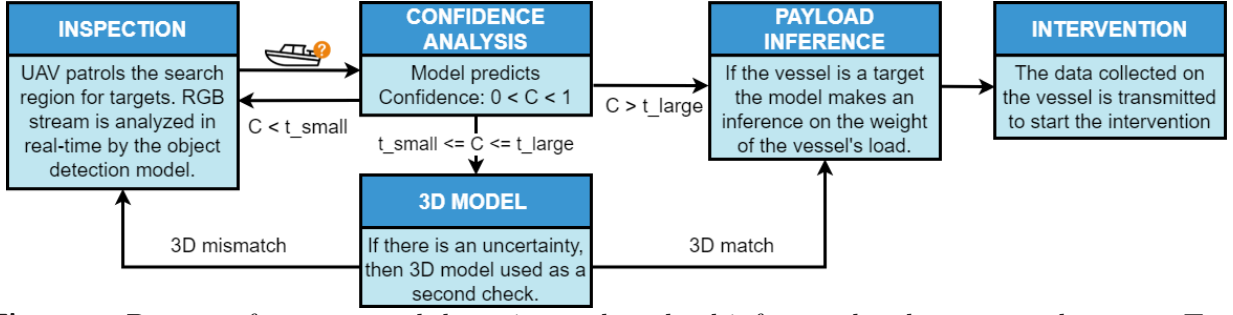 INSPECTION
UAV patrols the search
region for targets. RGB
stream is analyzed in
real-time by the object
detection model.
?
CONFIDENCE
ANALYSIS
Model predicts
Confidence: 0 < C < 1
C < t_small
t_small <= C <= t_large
C > t_large
PAYLOAD
INFERENCE
If the vessel is a target
the model makes an
inference on the weight
of the vessel's load.
INTERVENTION
The data collected on
the vessel is transmitted
to start the intervention
3D MODEL
If there is an uncertainty,
then 3D model used as a
second check.
3D mismatch
3D match